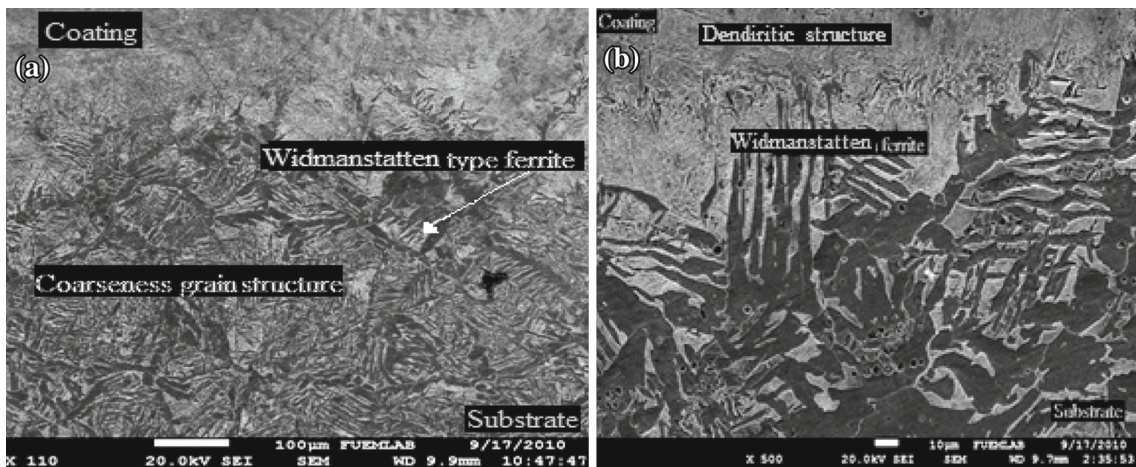 Coating
(a)
Widmanstatten type ferrite
Coarseness grain structure
Substrate
100µm FUEMLAB 9/17/2010
X 110 20.0kV SEI SEM WD 9.9mm 10:47:47
Coating
Dendiritic structure
(b)
Widmanstatten ferrite
Substrate
10µm FUEMLAB 9/17/2010
X 500 20.0kV SEI SEM WD 9.7mm 2:35:53